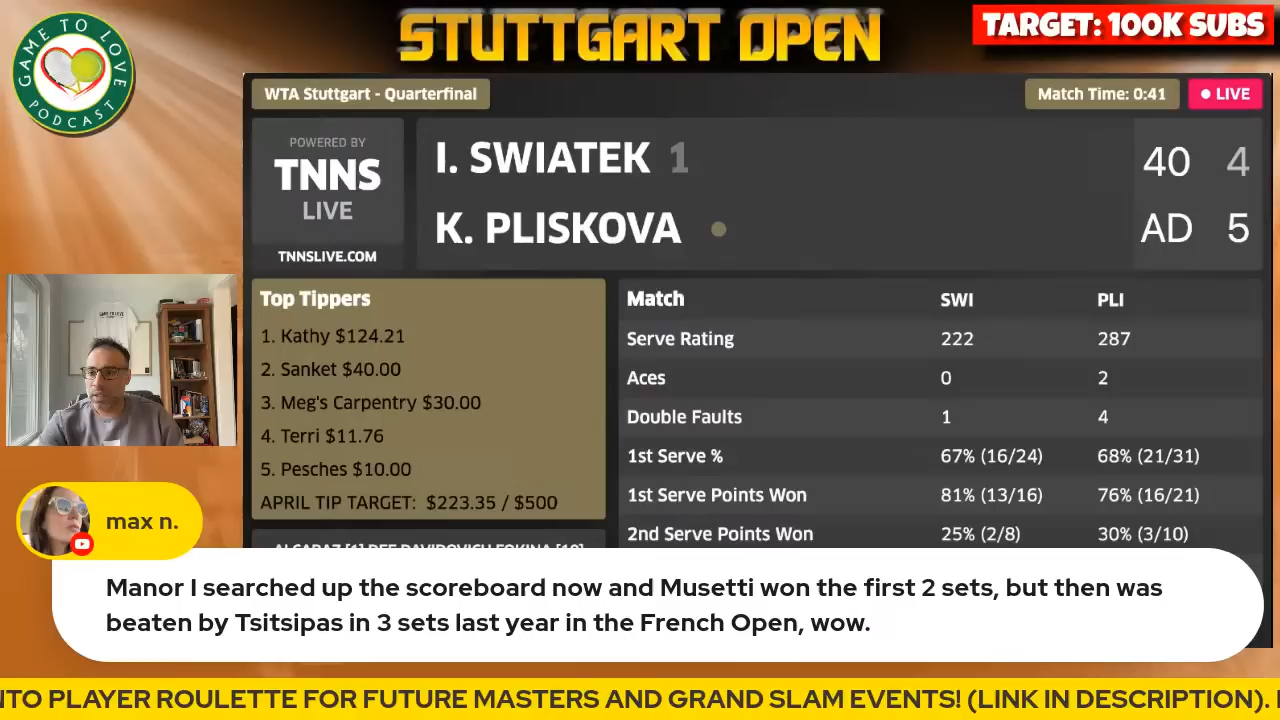 GAME TO LOVE
PODCAST
STUTTGART OPEN
TARGET: 100K SUBS
WTA Stuttgart - Quarterfinal
Match Time: 0:41
LIVE
POWERED BY
TNNS
LIVE
TNNSLIVE.COM
I. SWIATEK 1 40 4
K. PLISKOVA AD 5
Top Tippers
1. Kathy $124.21
2. Sanket $40.00
3. Meg's Carpentry $30.00
4. Terri $11.76
5. Pesches $10.00
APRIL TIP TARGET: $223.35 / $500
Match SWI PLI
Serve Rating 222 287
Aces 0 2
Double Faults 1 4
1st Serve % 67% (16/24) 68% (21/31)
1st Serve Points Won 81% (13/16) 76% (16/21)
2nd Serve Points Won 25% (2/8) 30% (3/10)
max n.
Manor I searched up the scoreboard now and Musetti won the first 2 sets, but then was
beaten by Tsitsipas in 3 sets last year in the French Open, wow.
NTO PLAYER ROULETTE FOR FUTURE MASTERS AND GRAND SLAM EVENTS! (LINK IN DESCRIPTION).